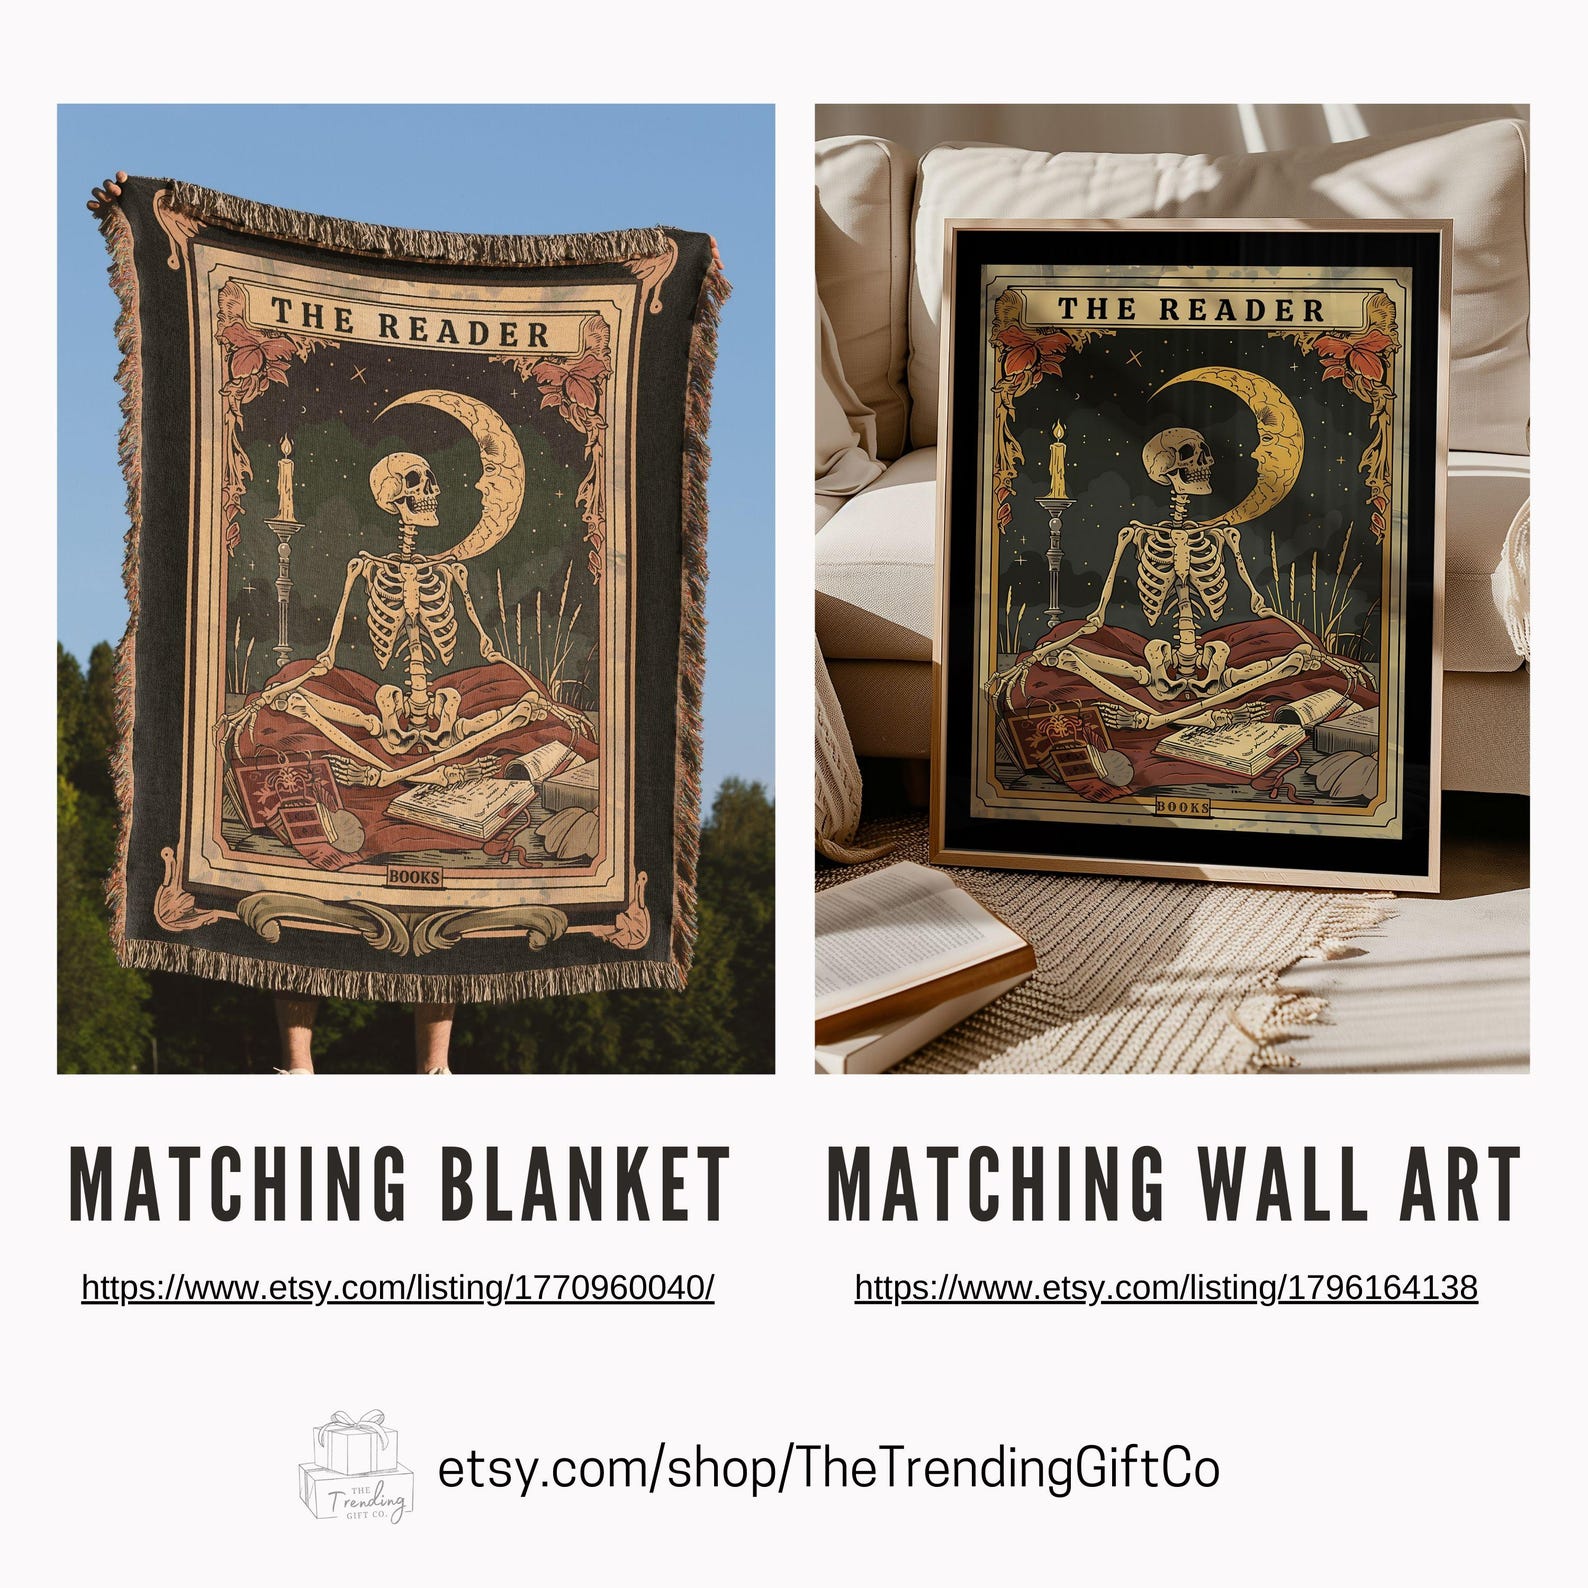 THE READER
BOOKS
THE READER
BOOKS
MATCHING BLANKET
https://www.etsy.com/listing/1770960040/
MATCHING WALL ART
https://www.etsy.com/listing/1796164138
THE
Trending
GIFT CO.
etsy.com/shop/TheTrendingGiftCo